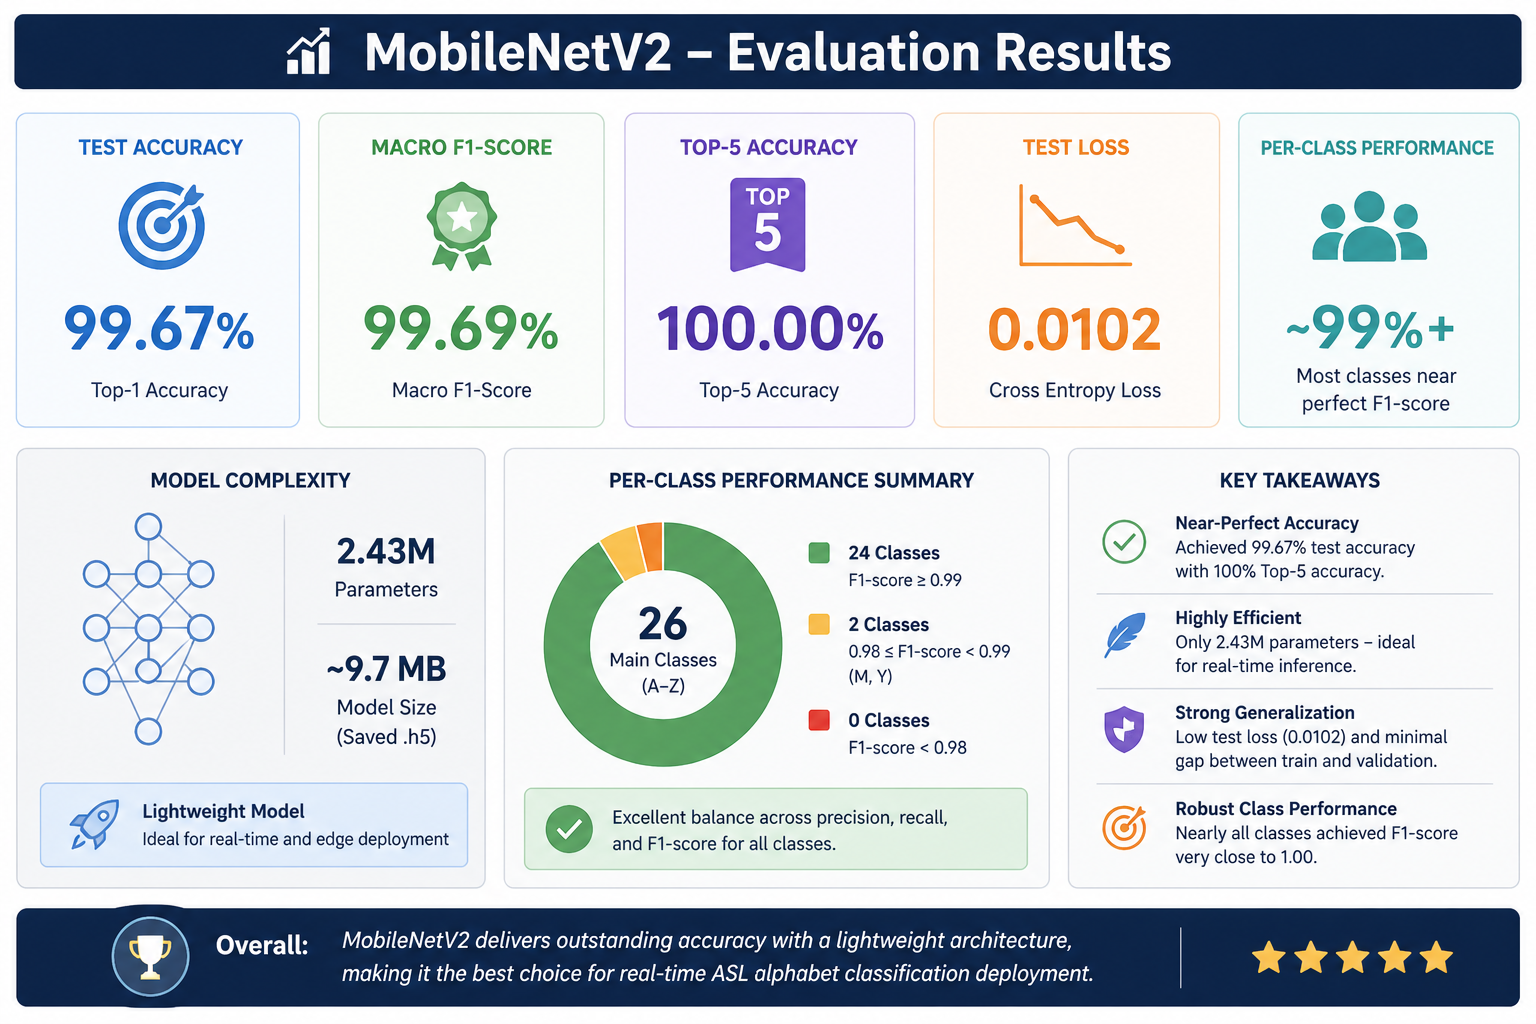 MobileNetV2 – Evaluation Results
TEST ACCURACY
99.67%
Top-1 Accuracy
MACRO F1-SCORE
99.69%
Macro F1-Score
TOP-5 ACCURACY
TOP
5
100.00%
Top-5 Accuracy
TEST LOSS
0.0102
Cross Entropy Loss
PER-CLASS PERFORMANCE
~99%+
Most classes near
perfect F1-score
MODEL COMPLEXITY
2.43M
Parameters
~9.7 MB
Model Size
(Saved .h5)
Lightweight Model
Ideal for real-time and edge deployment
PER-CLASS PERFORMANCE SUMMARY
26
Main Classes
(A–Z)
24 Classes
F1-score ≥ 0.99
2 Classes
0.98 ≤ F1-score < 0.99
(M, Y)
0 Classes
F1-score < 0.98
Excellent balance across precision, recall,
and F1-score for all classes.
KEY TAKEAWAYS
Near-Perfect Accuracy
Achieved 99.67% test accuracy
with 100% Top-5 accuracy.
Highly Efficient
Only 2.43M parameters – ideal
for real-time inference.
Strong Generalization
Low test loss (0.0102) and minimal
gap between train and validation.
Robust Class Performance
Nearly all classes achieved F1-score
very close to 1.00.
Overall:
MobileNetV2 delivers outstanding accuracy with a lightweight architecture,
making it the best choice for real-time ASL alphabet classification deployment.